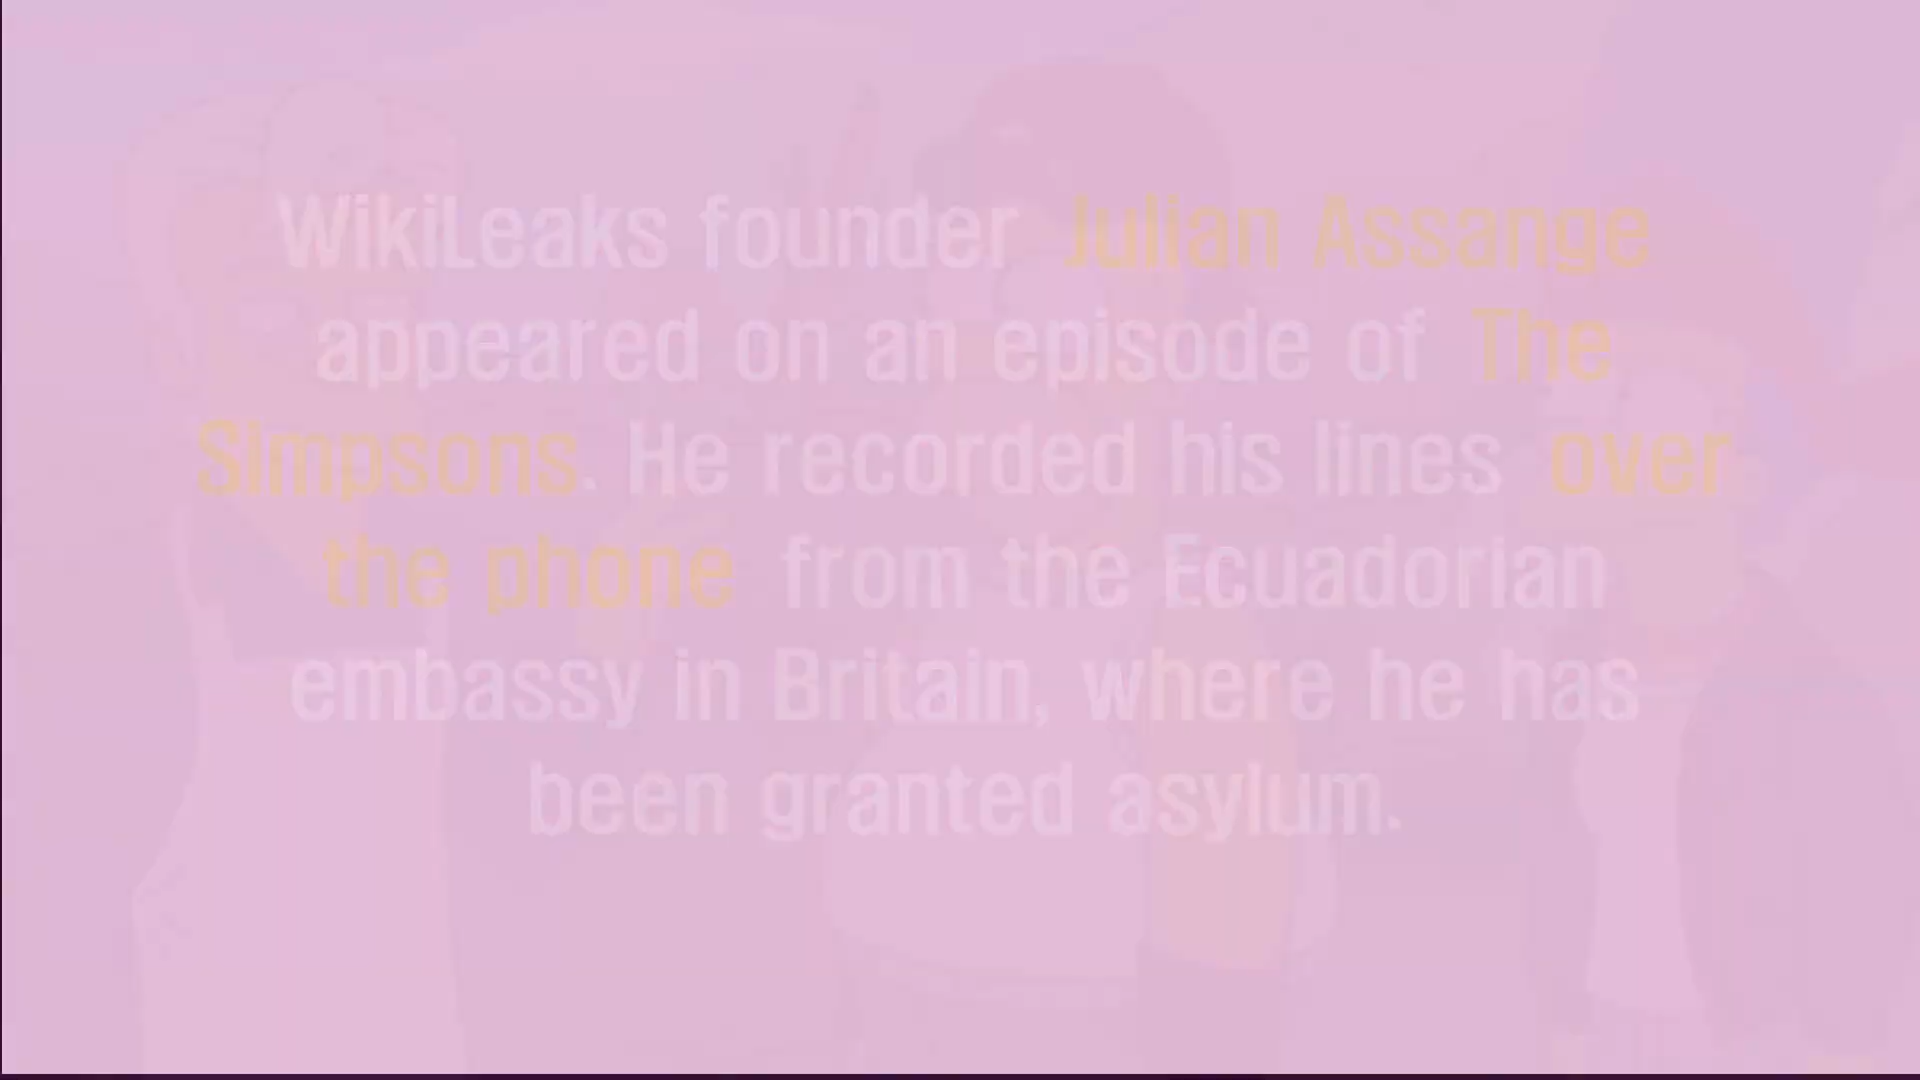 WikiLeaks founder Julian Assange
appeared on an episode of The
Simpsons. He recorded his lines over
the phone from the Ecuadorian
embassy in Britain, where he has
been granted asylum.